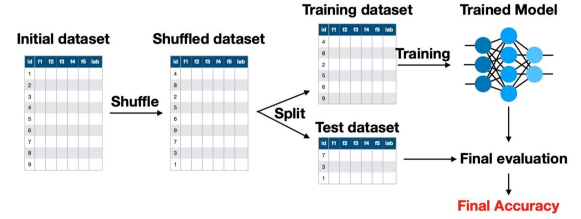 Initial dataset
id f1 f2 f3 f4 f5 lab
1
2
3
4
5
6
7
8
9
Shuffle
Shuffled dataset
id f1 f2 f3 f4 f5 lab
4
8
2
5
6
9
7
3
1
Split
Training dataset
id f1 f2 f3 f4 f5 lab
4
8
2
5
6
9
Test dataset
id f1 f2 f3 f4 f5 lab
7
3
1
Training
Trained Model
Final evaluation
Final Accuracy